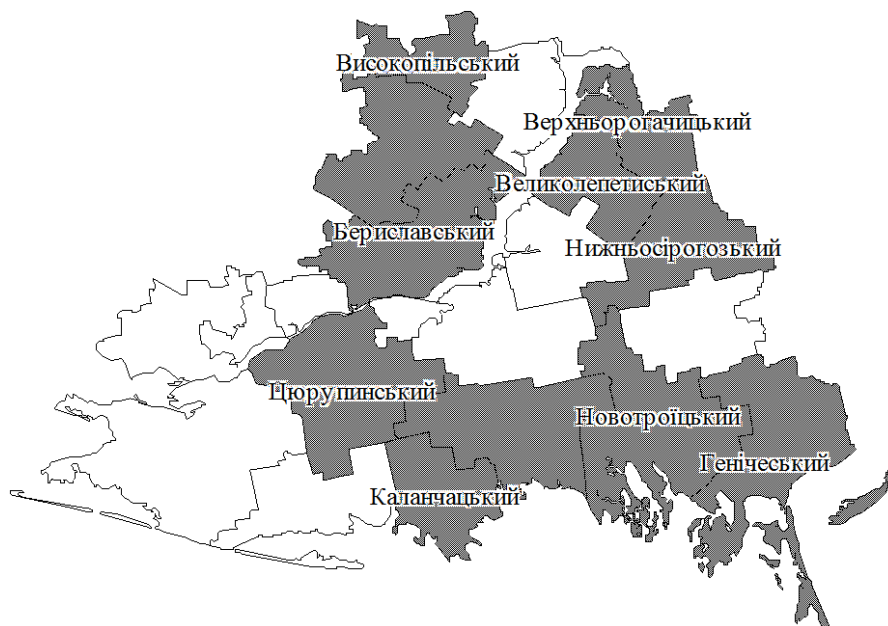 Високопільський
Верхньорогачицький
Великолепетиський
Бериславський
Нижньосірогозький
Цюрупинський
Новотроїцький
Генічеський
Каланчацький